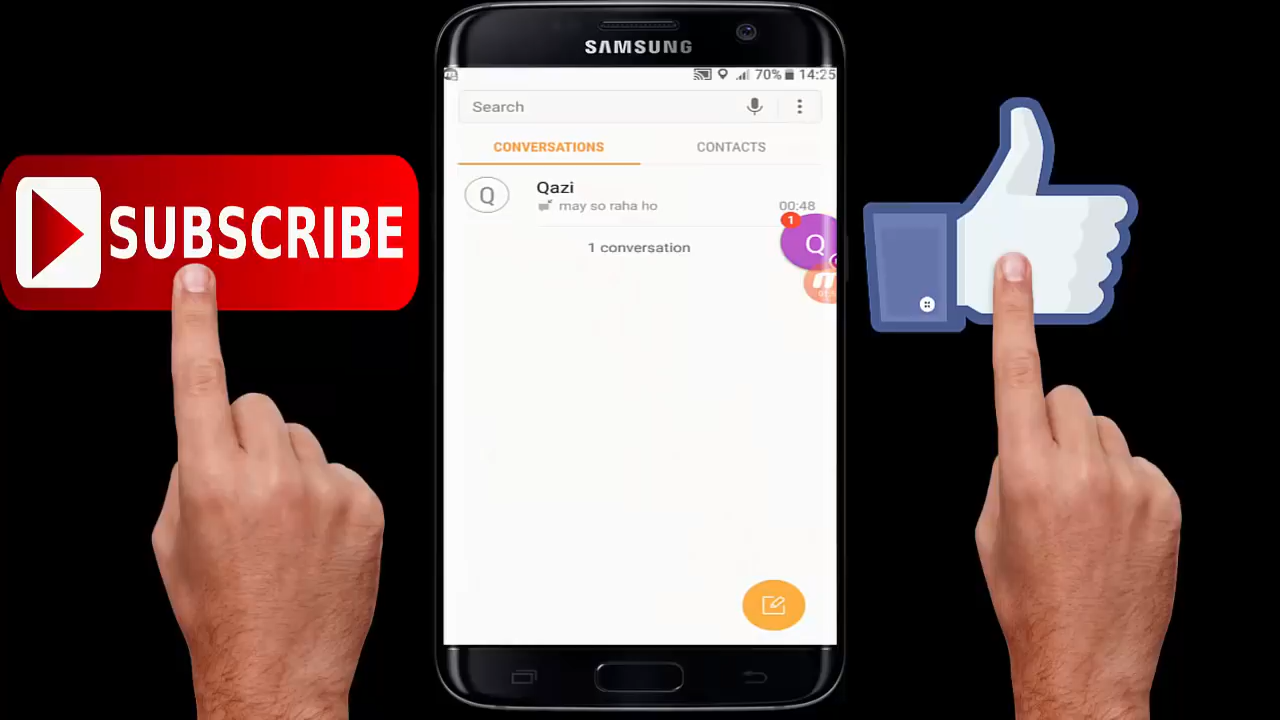 SAMSUNG
70% 14:25
Search
CONVERSATIONS CONTACTS
Qazi
may so raha ho 00:48
1
Q
Q
1 conversation
SUBSCRIBE